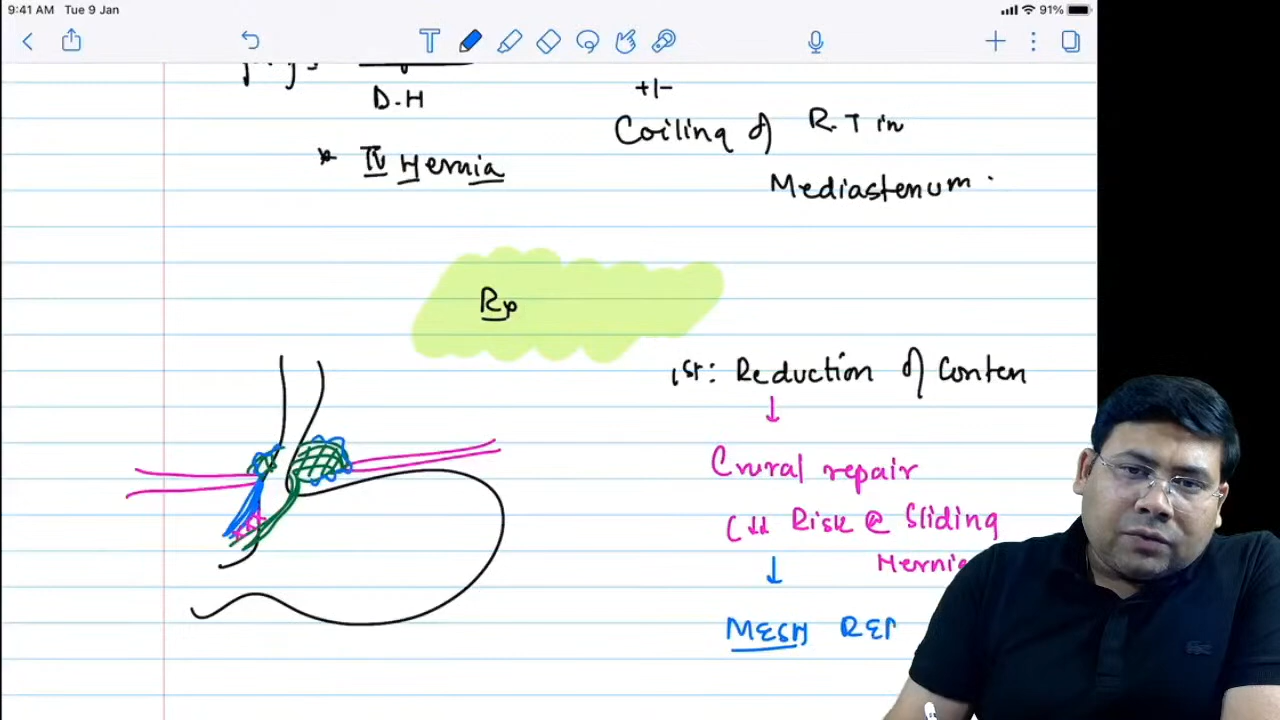 9:41 AM Tue 9 Jan
91%
D.H
+/-
Coiling of R.T in
Mediastenum.
* IV Hernia
Rx
1st: Reduction of Conten
↓
Crural repair
(↓↓ Risk @ Sliding
Hernia
↓
MESH REP